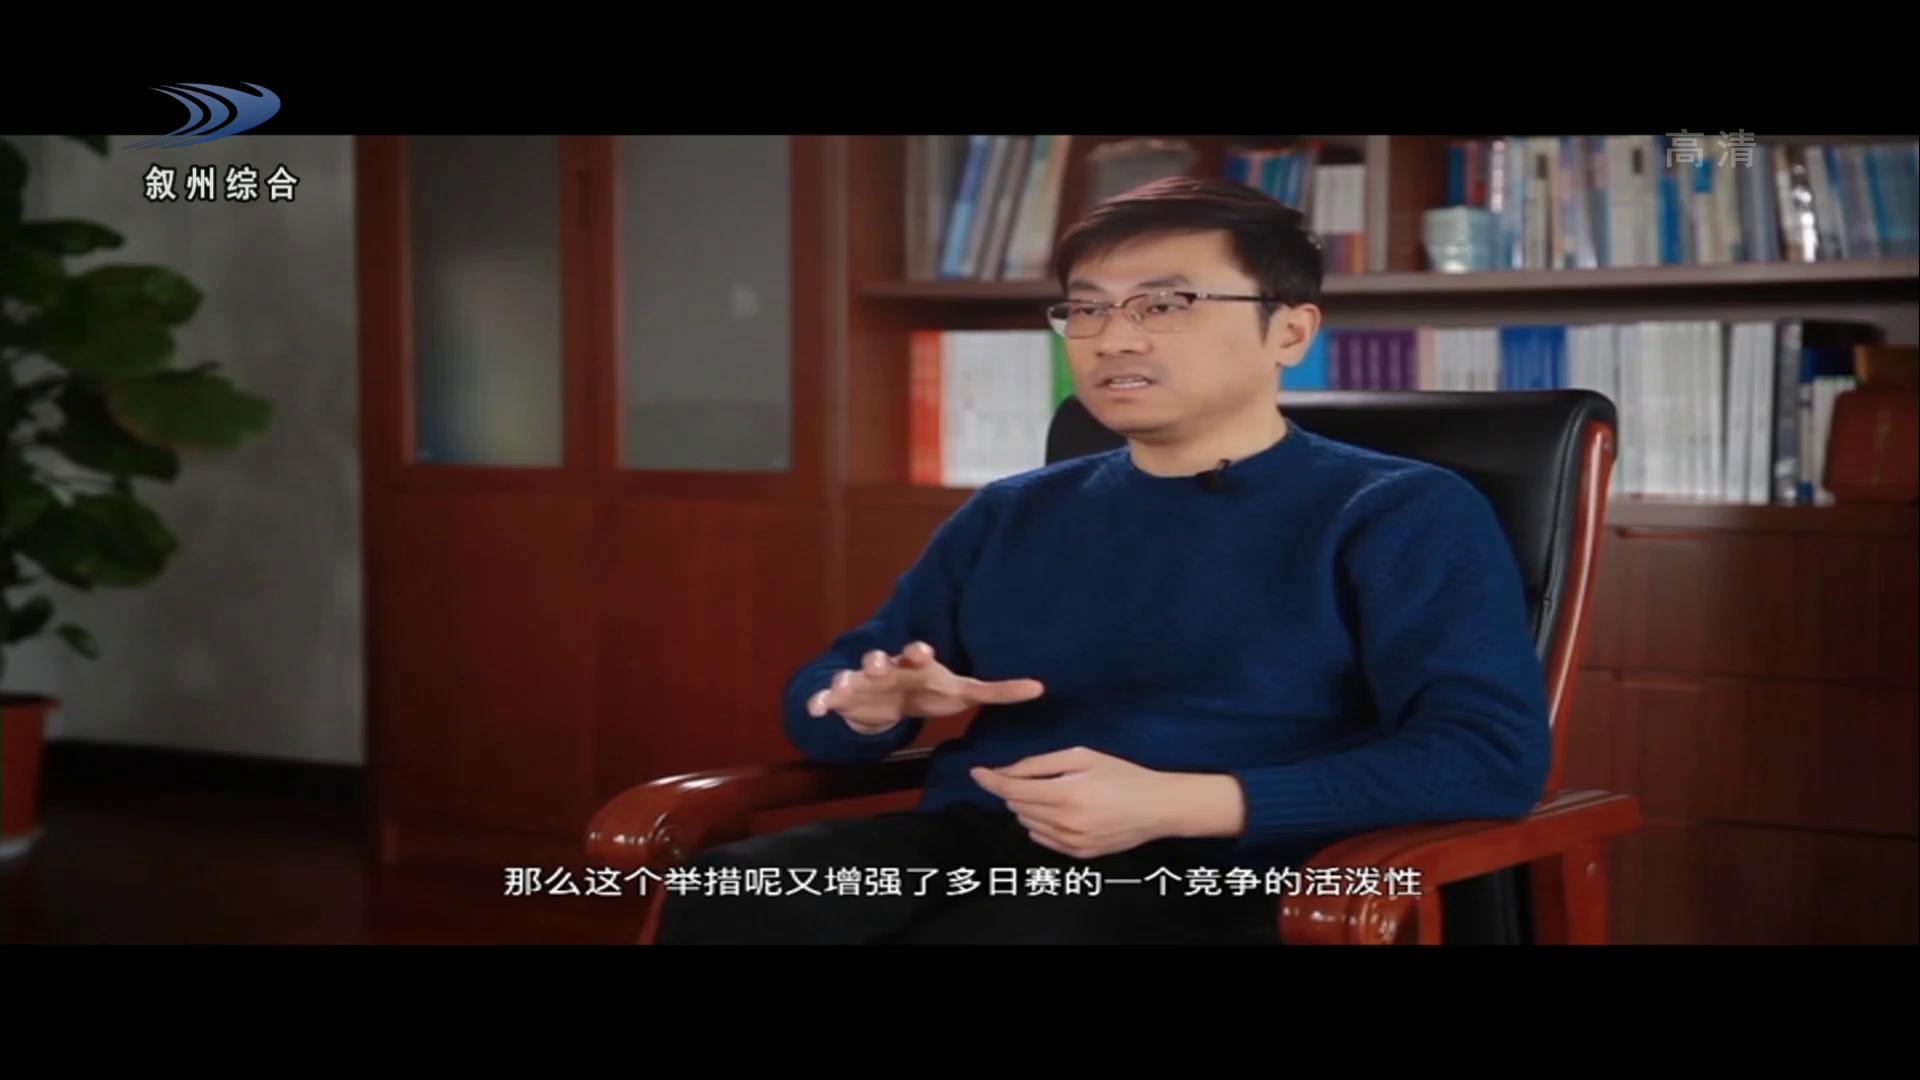 高清
叙州综合
那么这个举措呢又增强了多日赛的一个竞争的活泼性